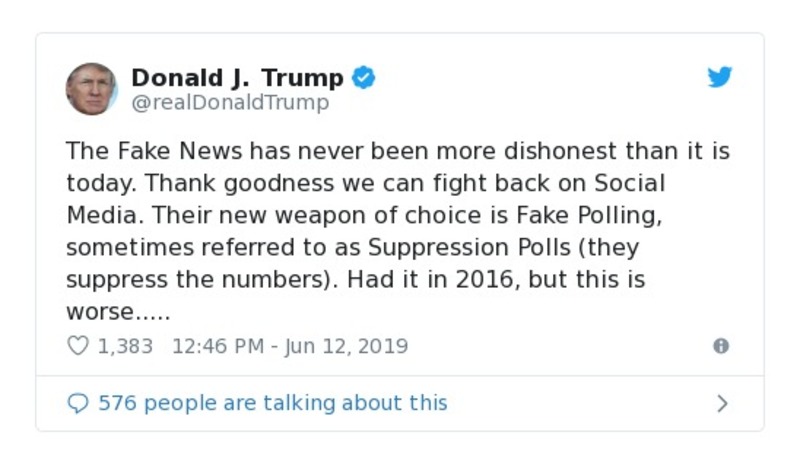 Donald J. Trump
@realDonaldTrump
The Fake News has never been more dishonest than it is
today. Thank goodness we can fight back on Social
Media. Their new weapon of choice is Fake Polling,
sometimes referred to as Suppression Polls (they
suppress the numbers). Had it in 2016, but this is
worse.....
1,383 12:46 PM - Jun 12, 2019
576 people are talking about this